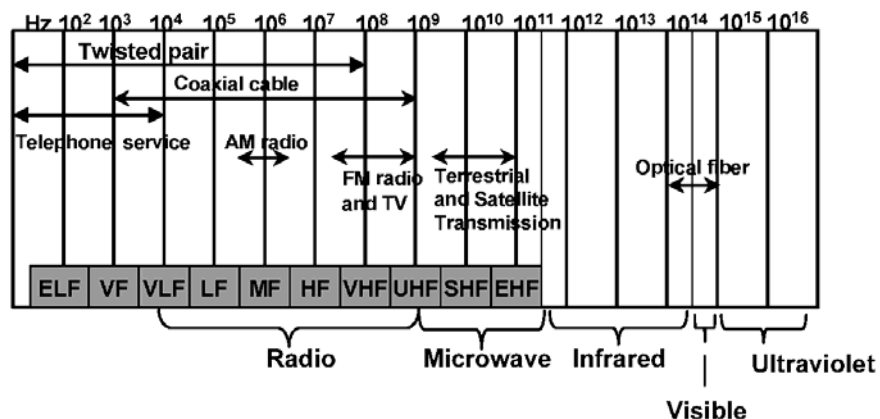 Hz 10² 10³ 10⁴ 10⁵ 10⁶ 10⁷ 10⁸ 10⁹ 10¹⁰ 10¹¹ 10¹² 10¹³ 10¹⁴ 10¹⁵ 10¹⁶
Twisted pair
Coaxial cable
Telephone service
AM radio
FM radio
and TV
Terrestrial
and Satellite
Transmission
Optical fiber
ELF VF VLF LF MF HF VHF UHF SHF EHF
Radio Microwave Infrared Ultraviolet
Visible